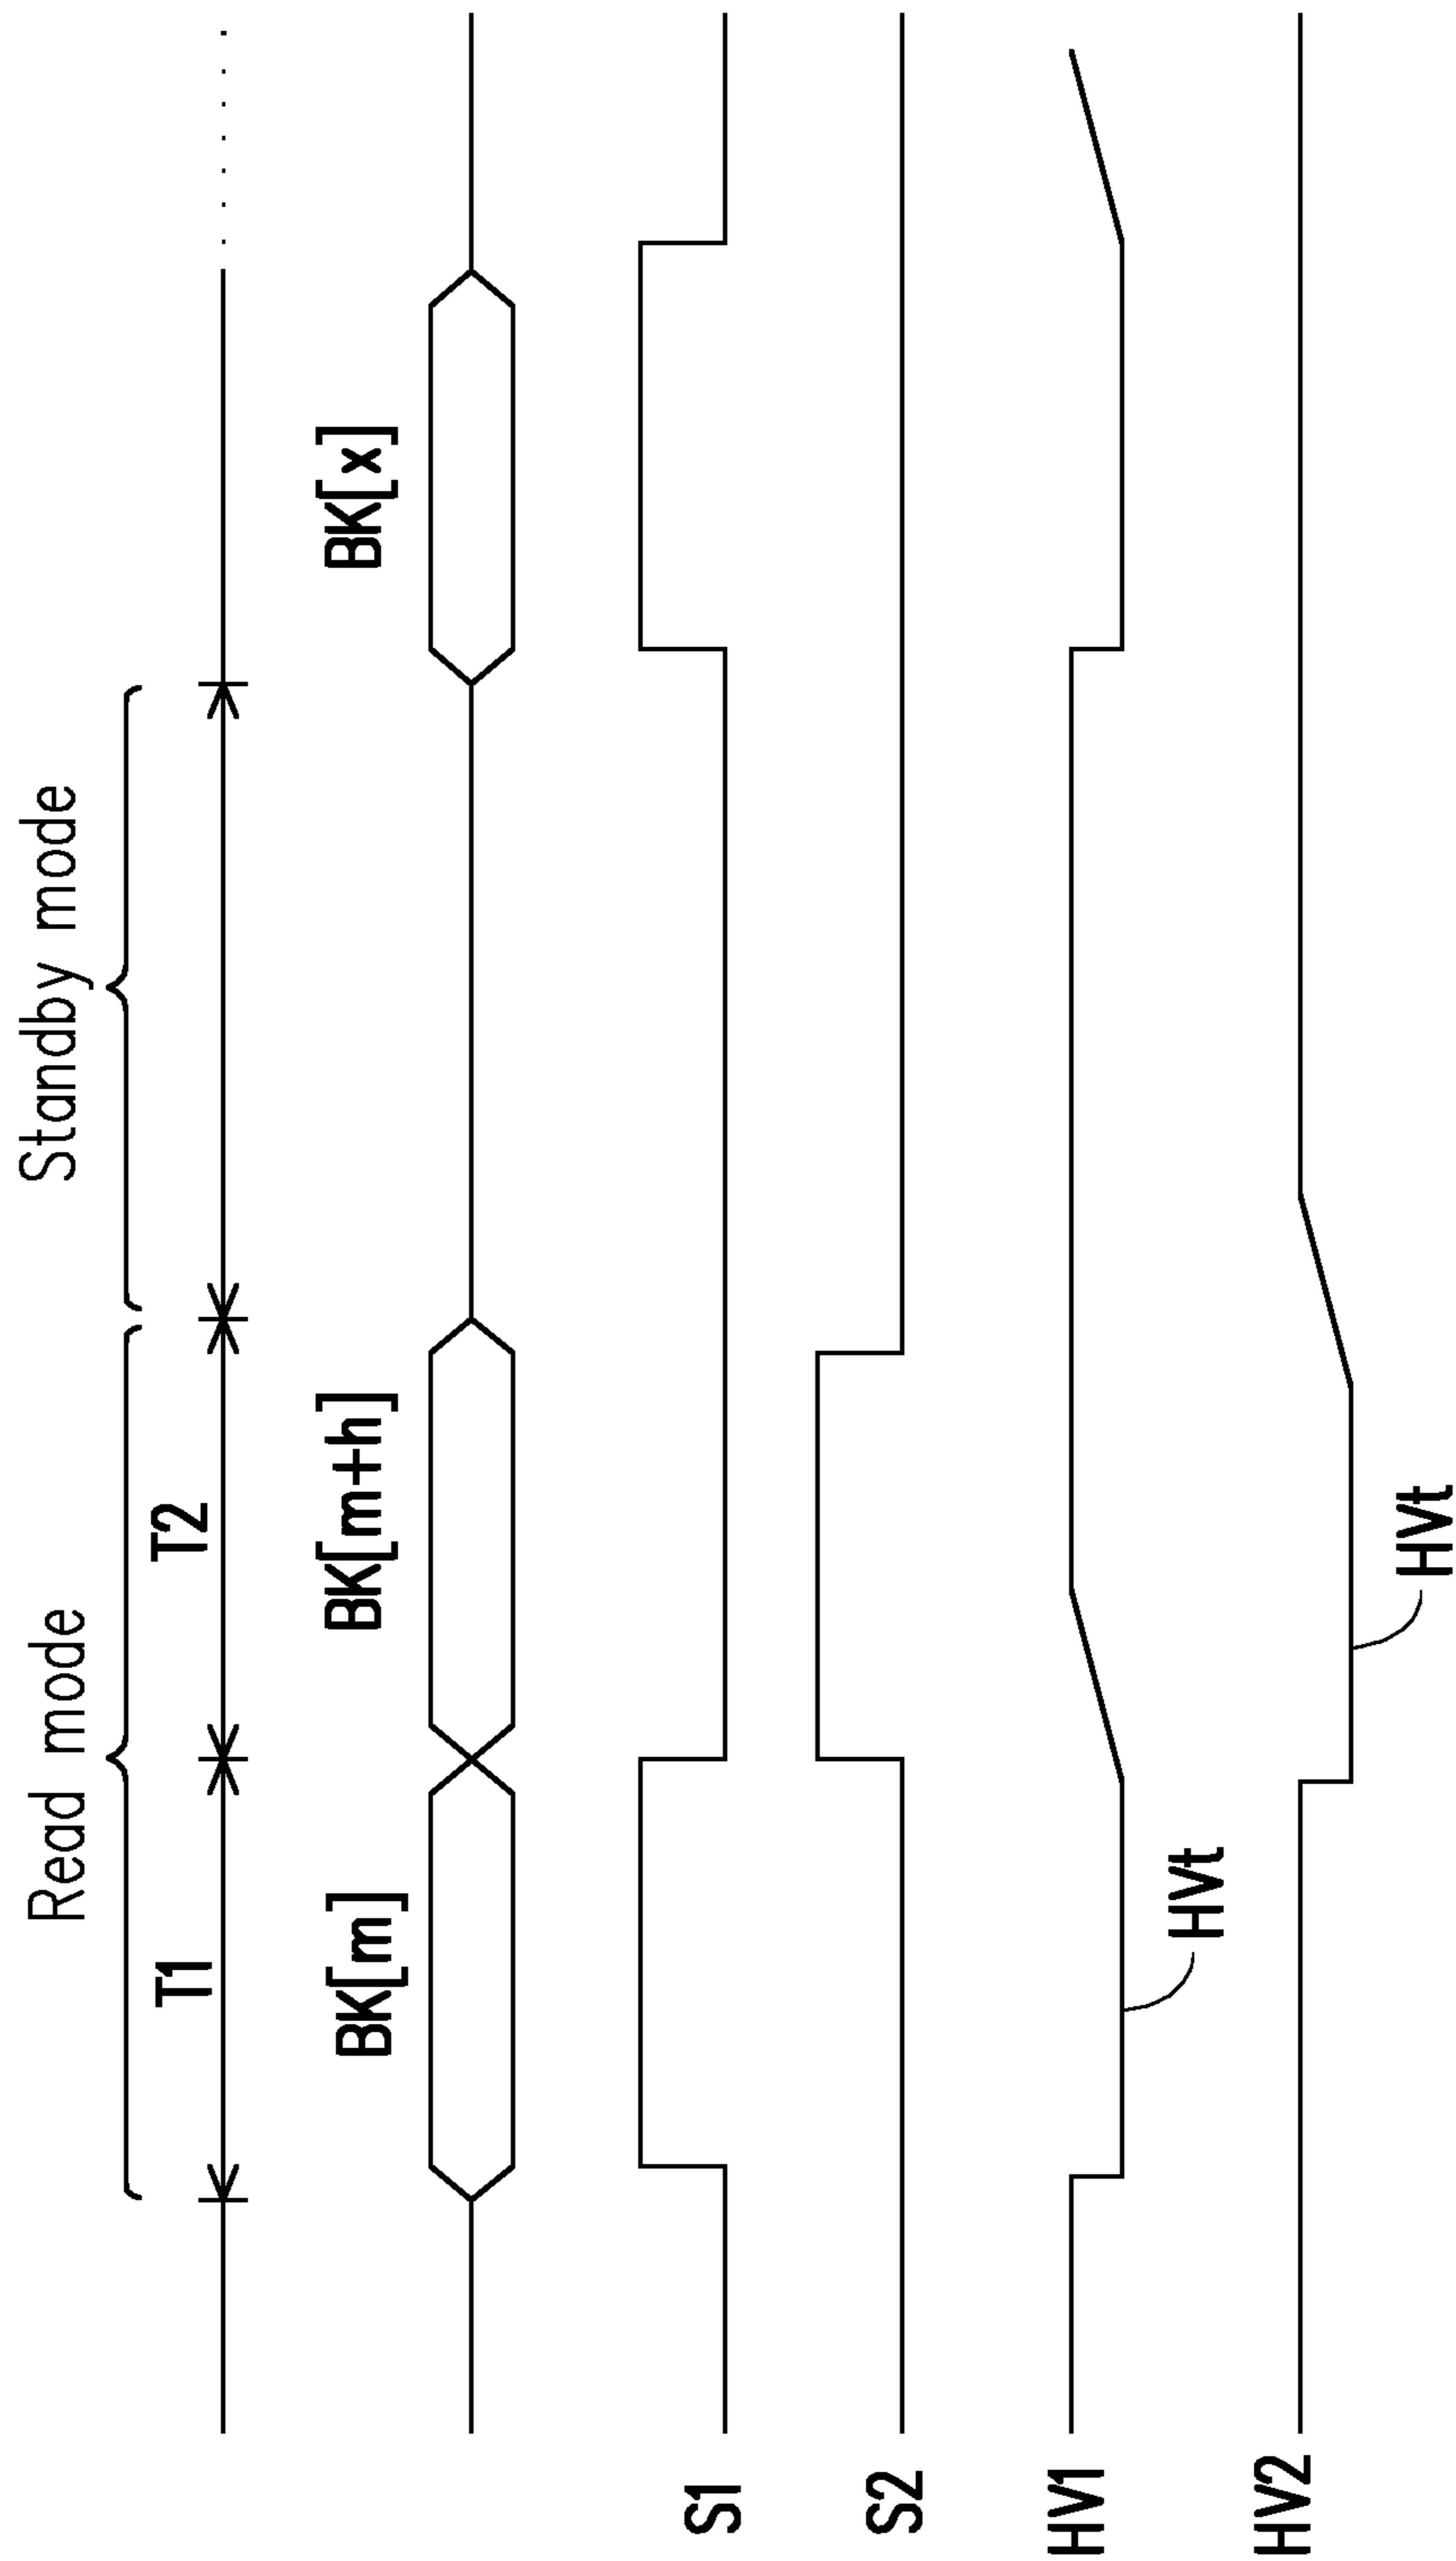 Read mode
Standby mode
T1
T2
BK[m]
BK[m+h]
BK[x]
S1
S2
HV1
HVt
HV2
HVt